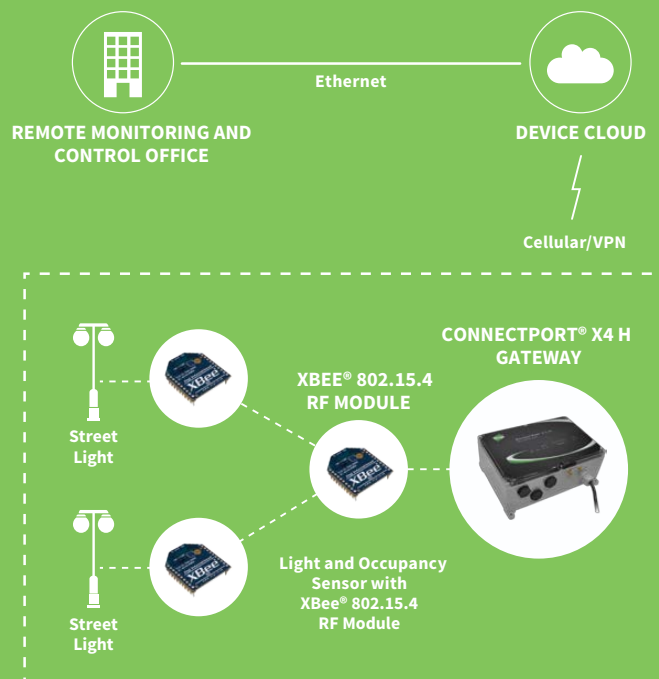 Ethernet
REMOTE MONITORING AND
CONTROL OFFICE
DEVICE CLOUD
Cellular/VPN
CONNECTPORT® X4 H
GATEWAY
XBEE® 802.15.4
RF MODULE
XBee
Street
Light
XBee
XBee
Light and Occupancy
Sensor with
XBee® 802.15.4
RF Module
Street
Light